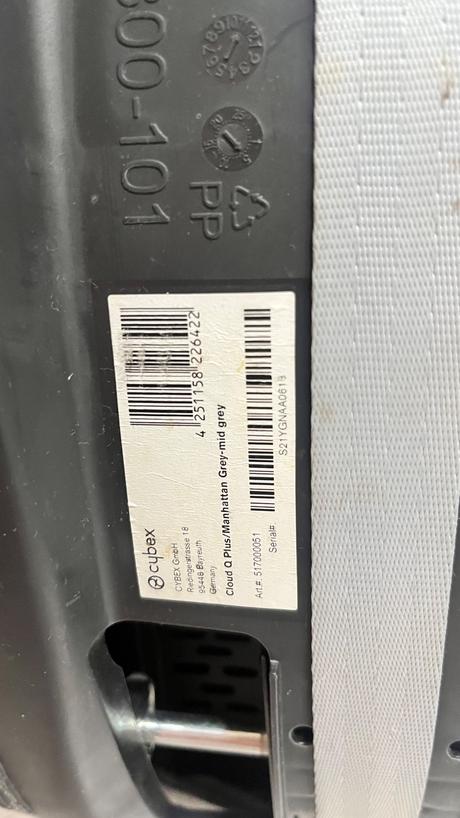 800-101
PP
cybex
CYBEX GmbH
Riedingerstrasse 18
95448 Bayreuth
Germany
4 251158 226422
Cloud Q Plus/Manhattan Grey-mid grey
Art.#: 517000051
Serial#:
S21YGNAA0619